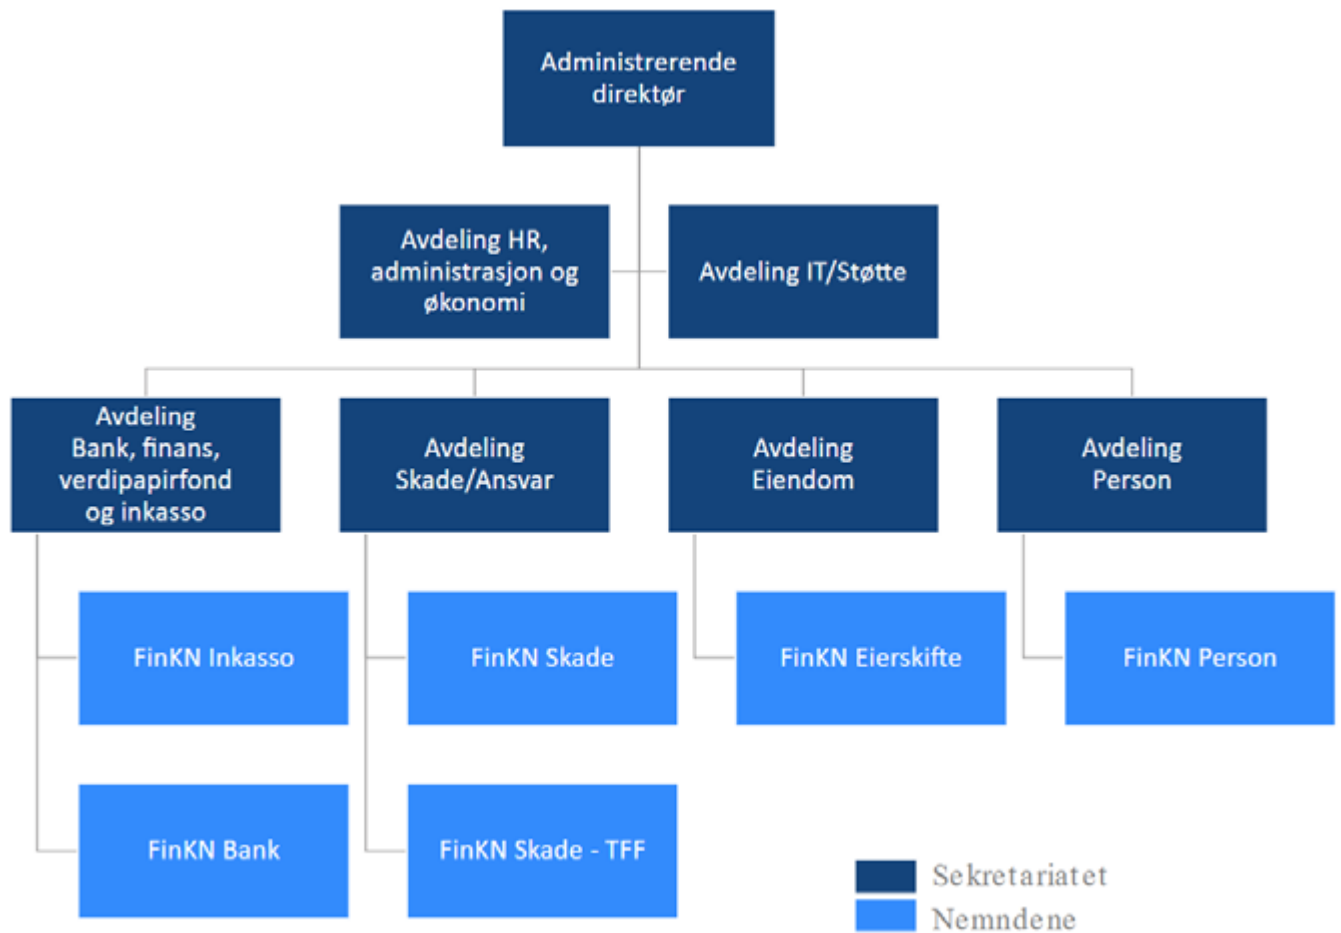 Administrerende
direktør
Avdeling HR,
administrasjon og
økonomi
Avdeling IT/Støtte
Avdeling
Bank, finans,
verdipapirfond
og inkasso
Avdeling
Skade/Ansvar
Avdeling
Eiendom
Avdeling
Person
FinKN Inkasso
FinKN Skade
FinKN Eierskifte
FinKN Person
FinKN Bank
FinKN Skade - TFF
Sekretariatet
Nemndene